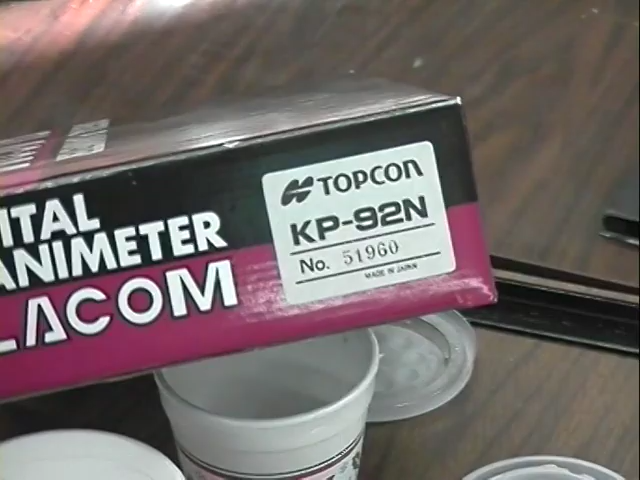 ITAL
ANIMETER
LACOM
TOPCON
KP-92N
No. 51960
MADE IN JAPAN